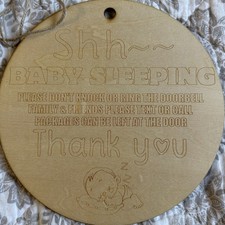 Shh~~
BABY SLEEPING
PLEASE DON'T KNOCK OR RING THE DOORBELL
FAMILY & FRIENDS PLEASE TEXT OR CALL
PACKAGES CAN BE LEFT AT THE DOOR
Thank you
z z z